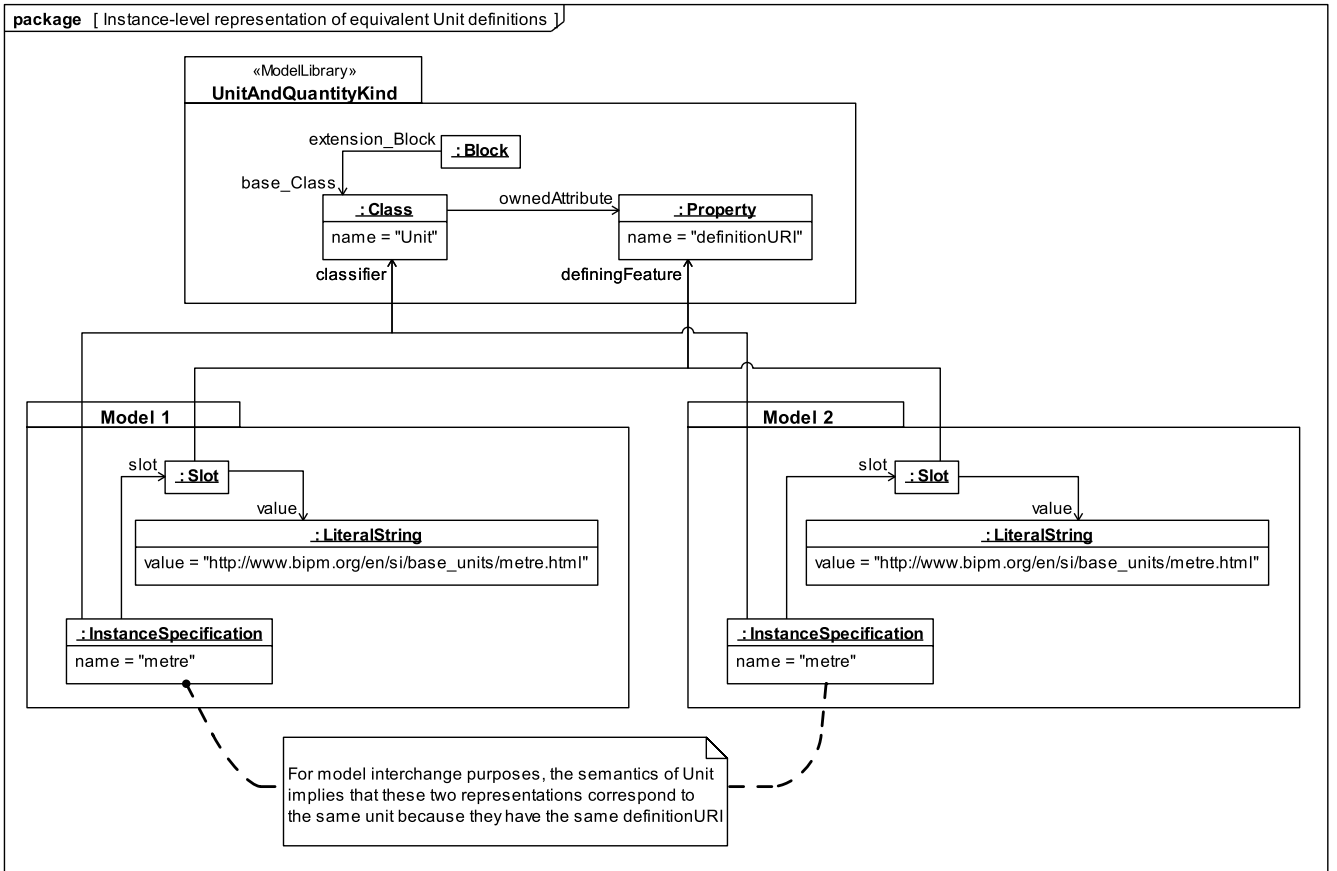 package [ Instance-level representation of equivalent Unit definitions ]
«ModelLibrary»
UnitAndQuantityKind
extension_Block
: Block
base_Class
: Class
name = "Unit"
ownedAttribute
: Property
name = "definitionURI"
classifier
definingFeature
Model 1
slot
: Slot
value
: LiteralString
value = "http://www.bipm.org/en/si/base_units/metre.html"
: InstanceSpecification
name = "metre"
Model 2
slot
: Slot
value
: LiteralString
value = "http://www.bipm.org/en/si/base_units/metre.html"
: InstanceSpecification
name = "metre"
For model interchange purposes, the semantics of Unit
implies that these two representations correspond to
the same unit because they have the same definitionURI